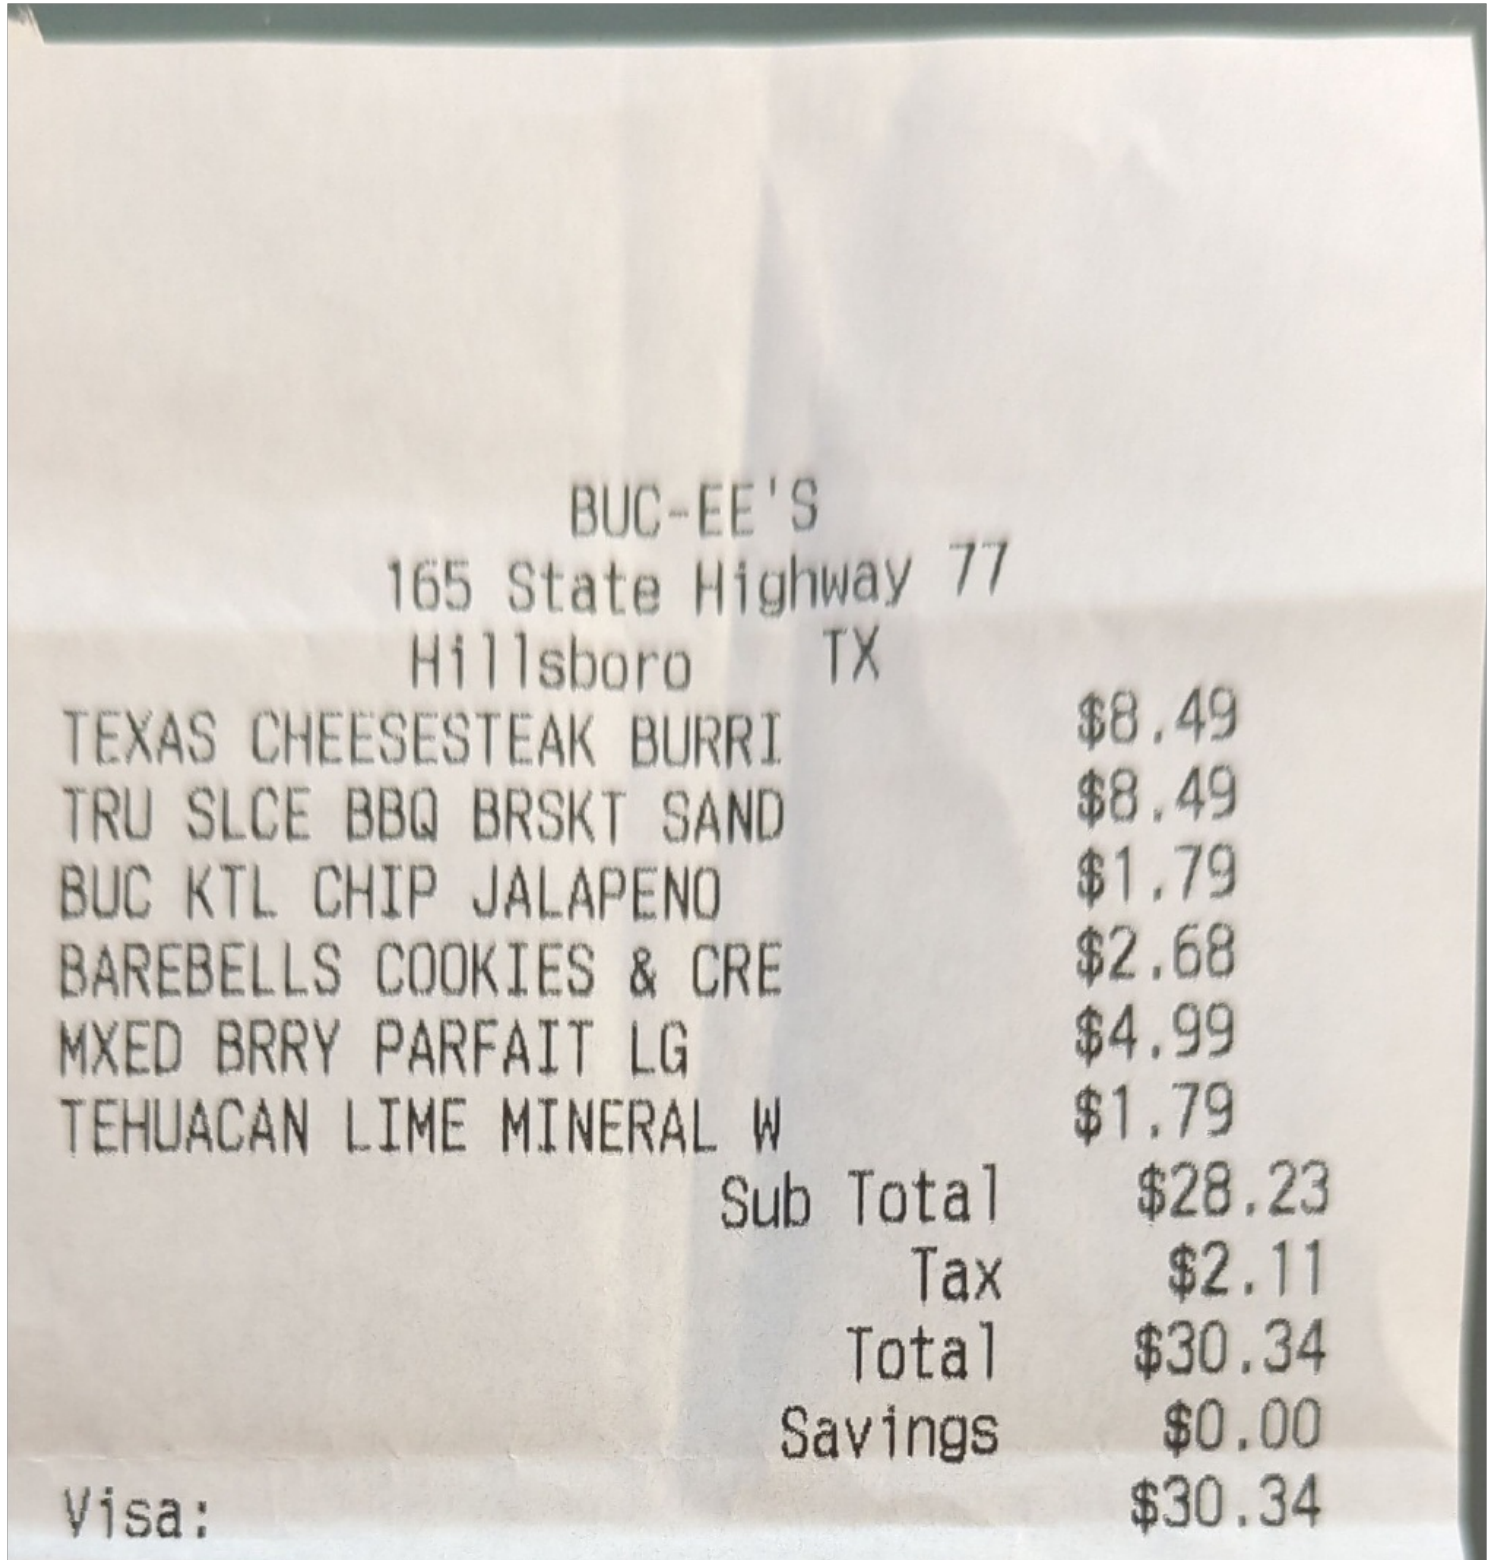 BUC-EE'S
165 State Highway 77
Hillsboro TX
TEXAS CHEESESTEAK BURRI $8.49
TRU SLCE BBQ BRSKT SAND $8.49
BUC KTL CHIP JALAPENO $1.79
BAREBELLS COOKIES & CRE $2.68
MXED BRRY PARFAIT LG $4.99
TEHUACAN LIME MINERAL W $1.79
Sub Total $28.23
Tax $2.11
Total $30.34
Savings $0.00
Visa: $30.34